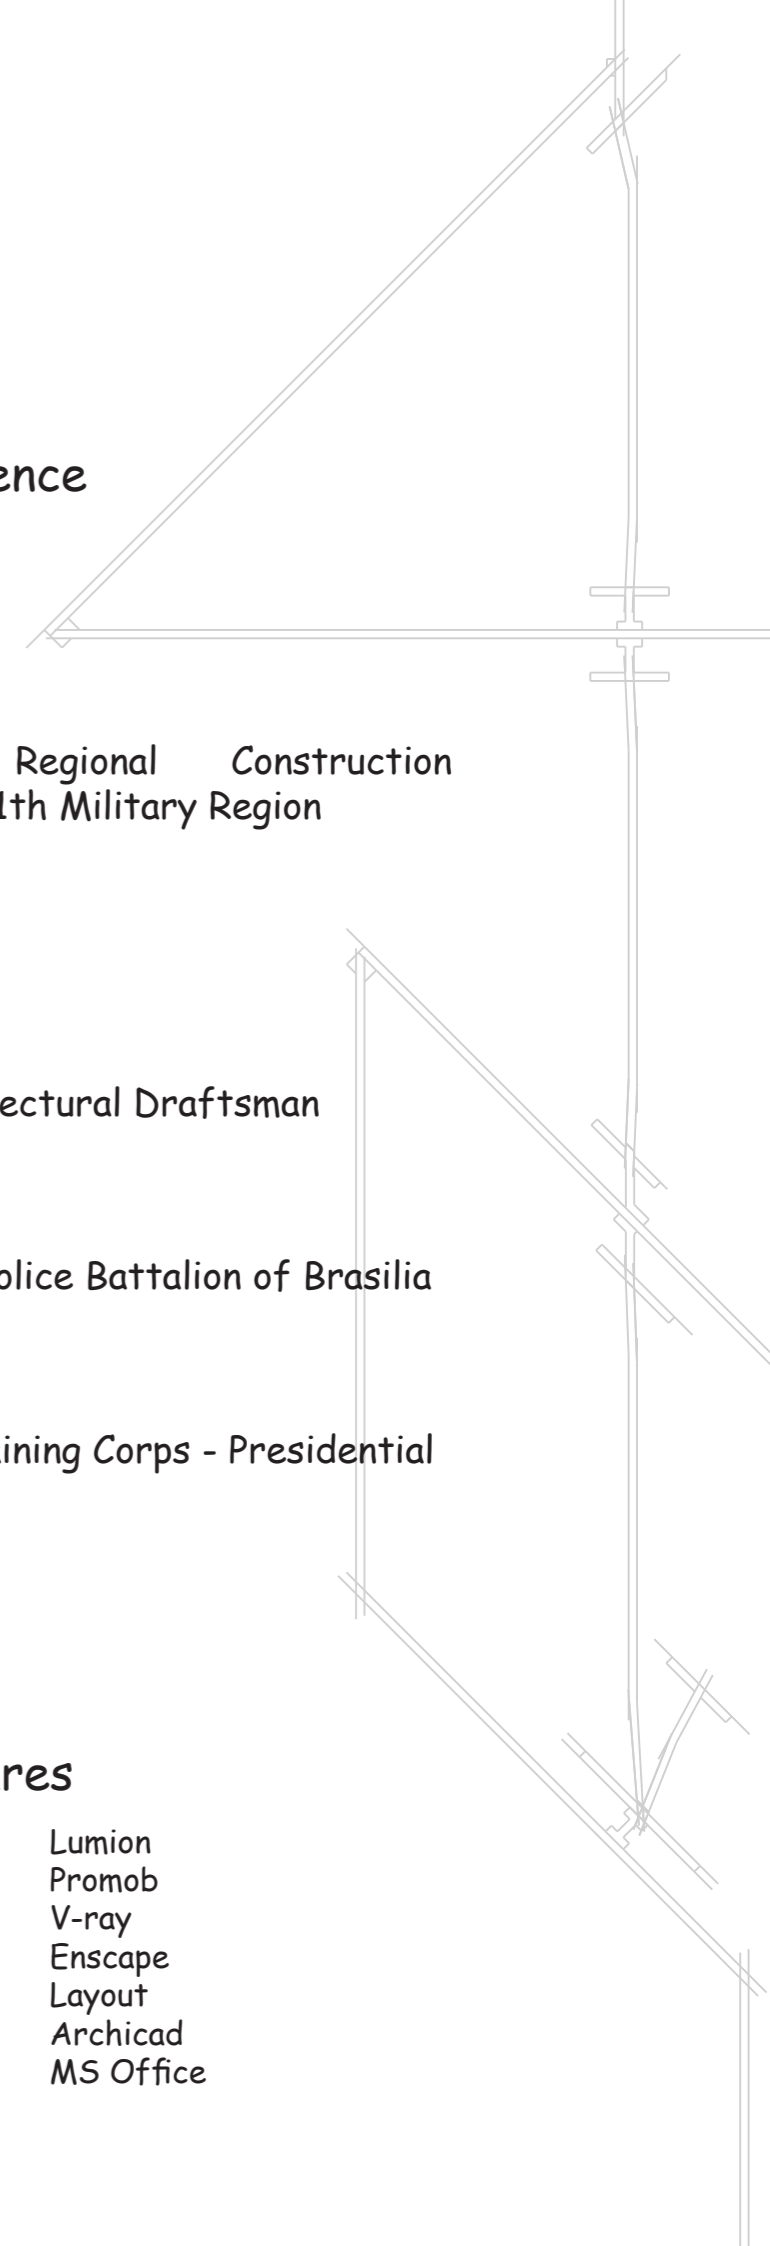 ence
Regional Construction
1th Military Region
ectural Draftsman
olice Battalion of Brasilia
ining Corps - Presidential
res
Lumion
Promob
V-ray
Enscape
Layout
Archicad
MS Office